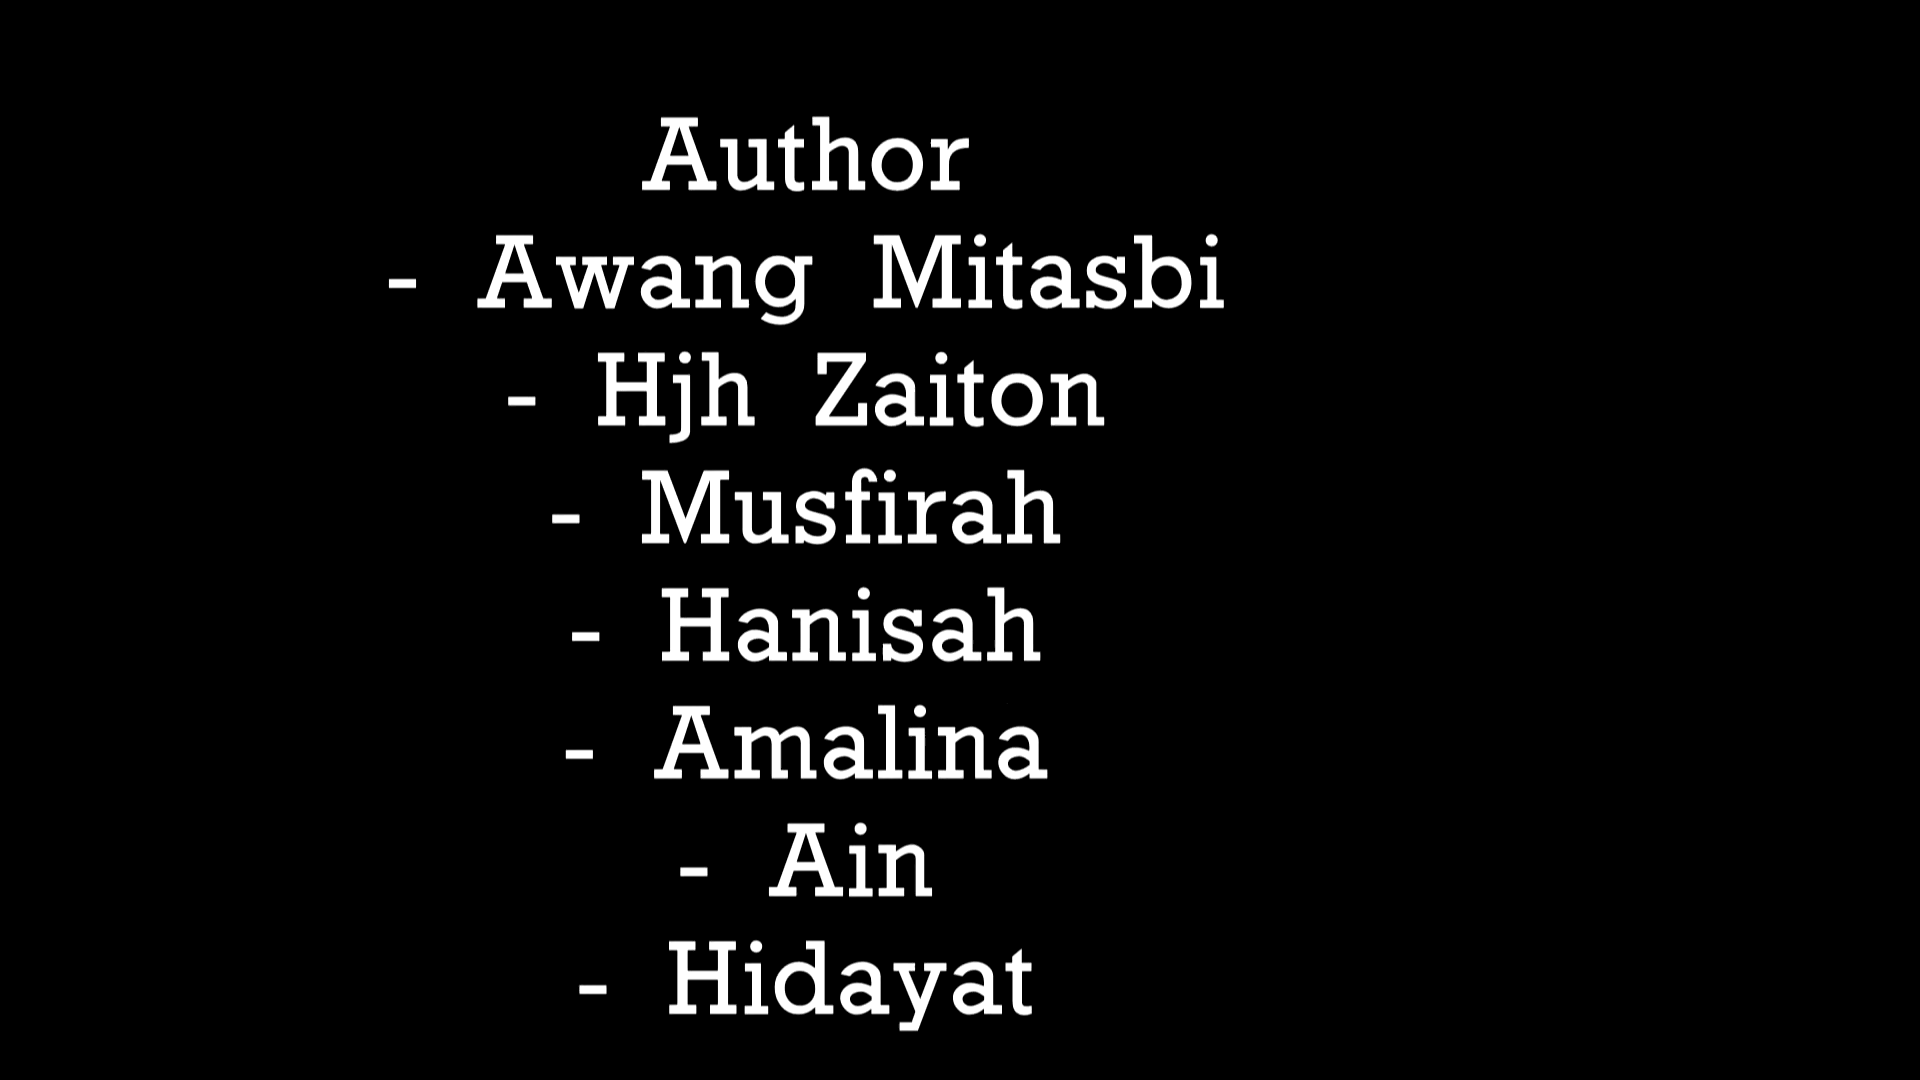 Author
- Awang Mitasbi
- Hjh Zaiton
- Musfirah
- Hanisah
- Amalina
- Ain
- Hidayat